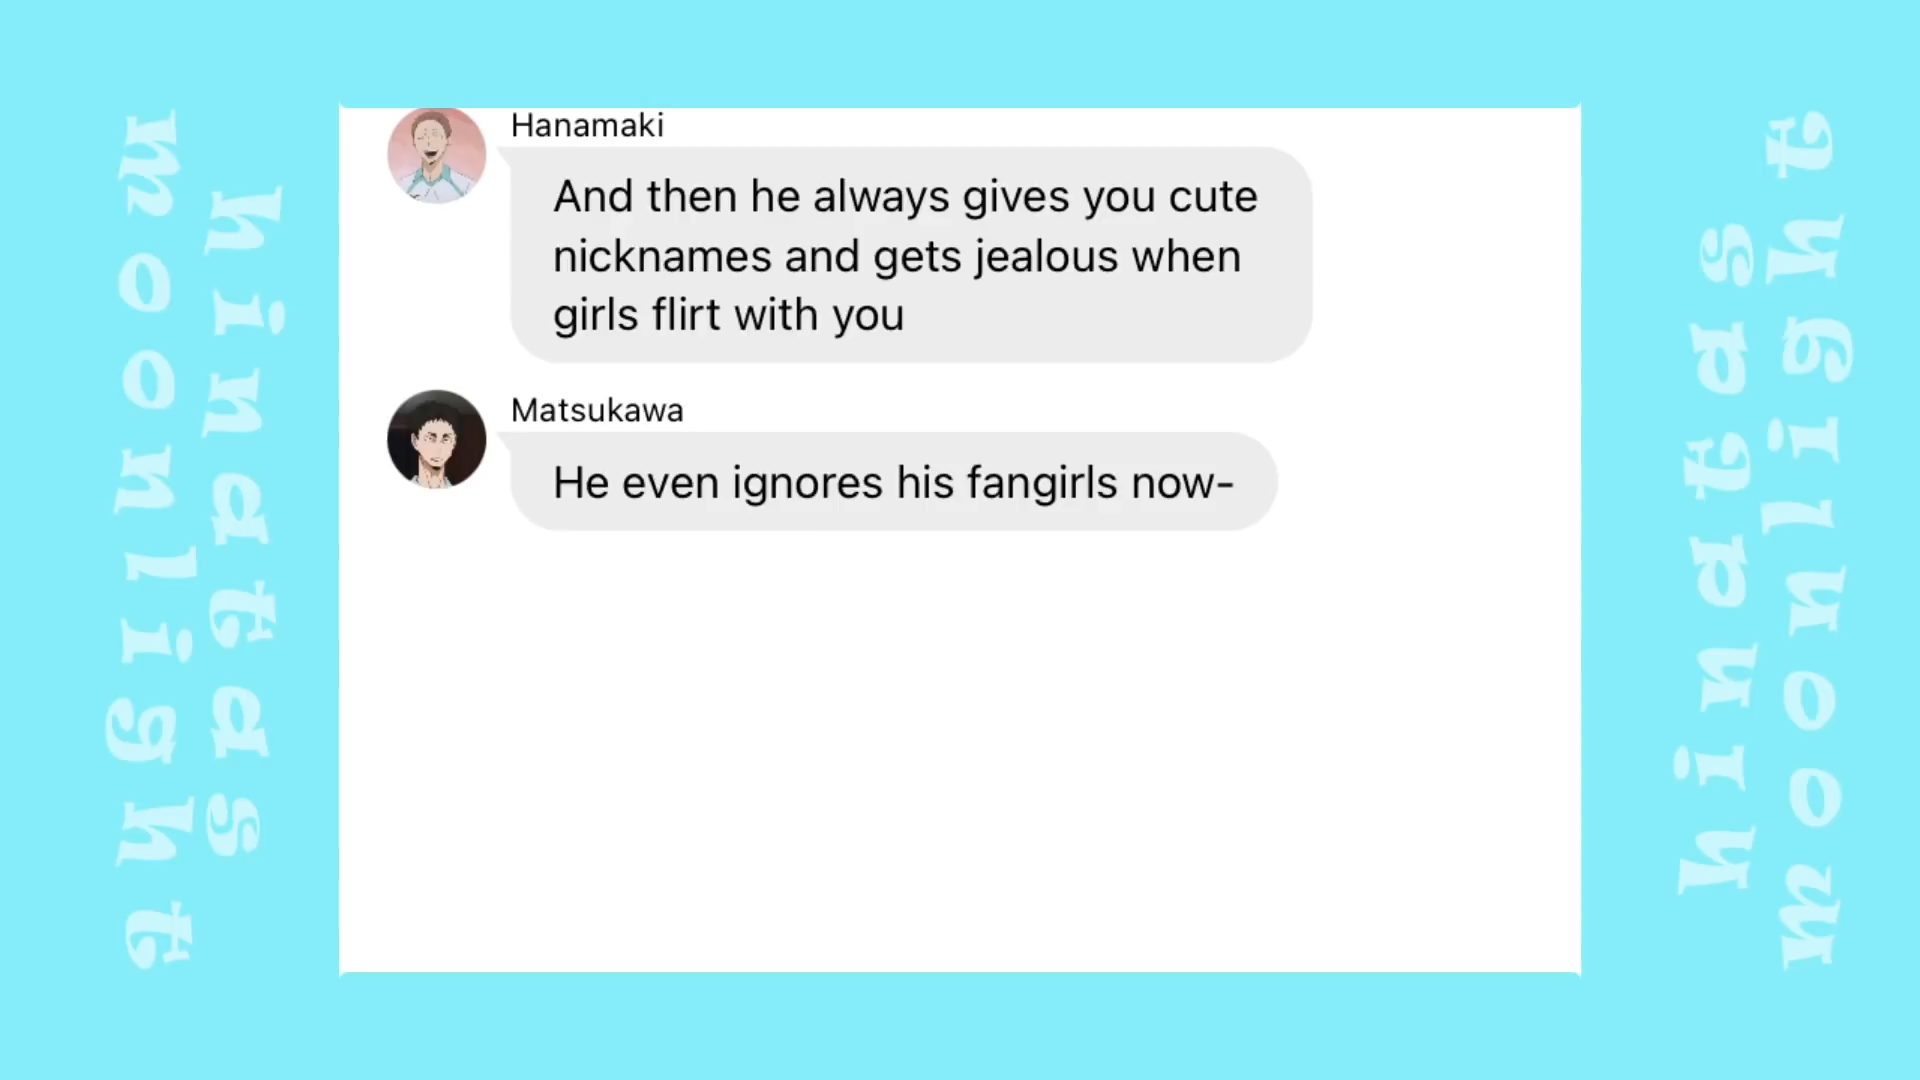 Hanamaki
And then he always gives you cute
nicknames and gets jealous when
girls flirt with you
Matsukawa
He even ignores his fangirls now-
hinatas
moonlight
hinatas
moonlight